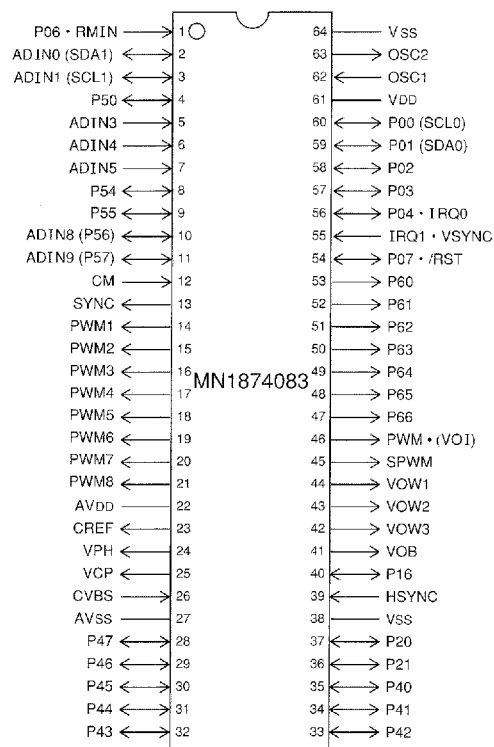 P06・RMIN 1 64 VSS
ADIN0 (SDA1) 2 63 OSC2
ADIN1 (SCL1) 3 62 OSC1
P50 4 61 VDD
ADIN3 5 60 P00 (SCL0)
ADIN4 6 59 P01 (SDA0)
ADIN5 7 58 P02
P54 8 57 P03
P55 9 56 P04・IRQ0
ADIN8 (P56) 10 55 IRQ1・VSYNC
ADIN9 (P57) 11 54 P07・/RST
CM 12 53 P60
SYNC 13 52 P61
PWM1 14 51 P62
PWM2 15 50 P63
PWM3 16 49 P64
MN1874083
PWM4 17 48 P65
PWM5 18 47 P66
PWM6 19 46 PWM・(VOI)
PWM7 20 45 SPWM
PWM8 21 44 VOW1
AVDD 22 43 VOW2
CREF 23 42 VOW3
VPH 24 41 VOB
VCP 25 40 P16
CVBS 26 39 HSYNC
AVSS 27 38 VSS
P47 28 37 P20
P46 29 36 P21
P45 30 35 P40
P44 31 34 P41
P43 32 33 P42